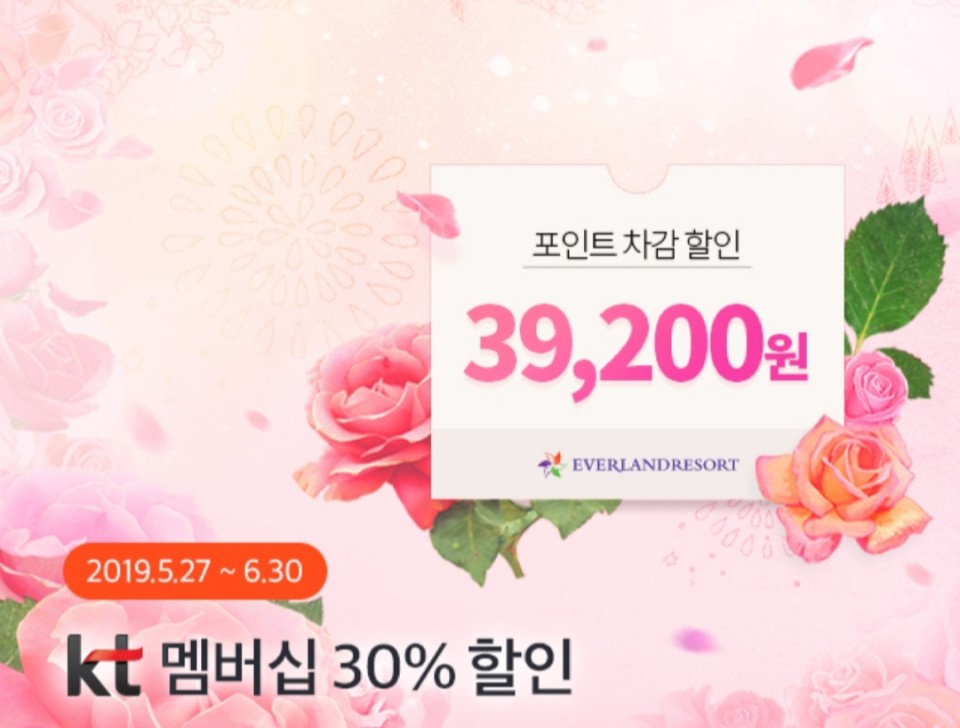 포인트 차감 할인
39,200원
EVERLANDRESORT
2019.5.27 ~ 6.30
kt 멤버십 30% 할인